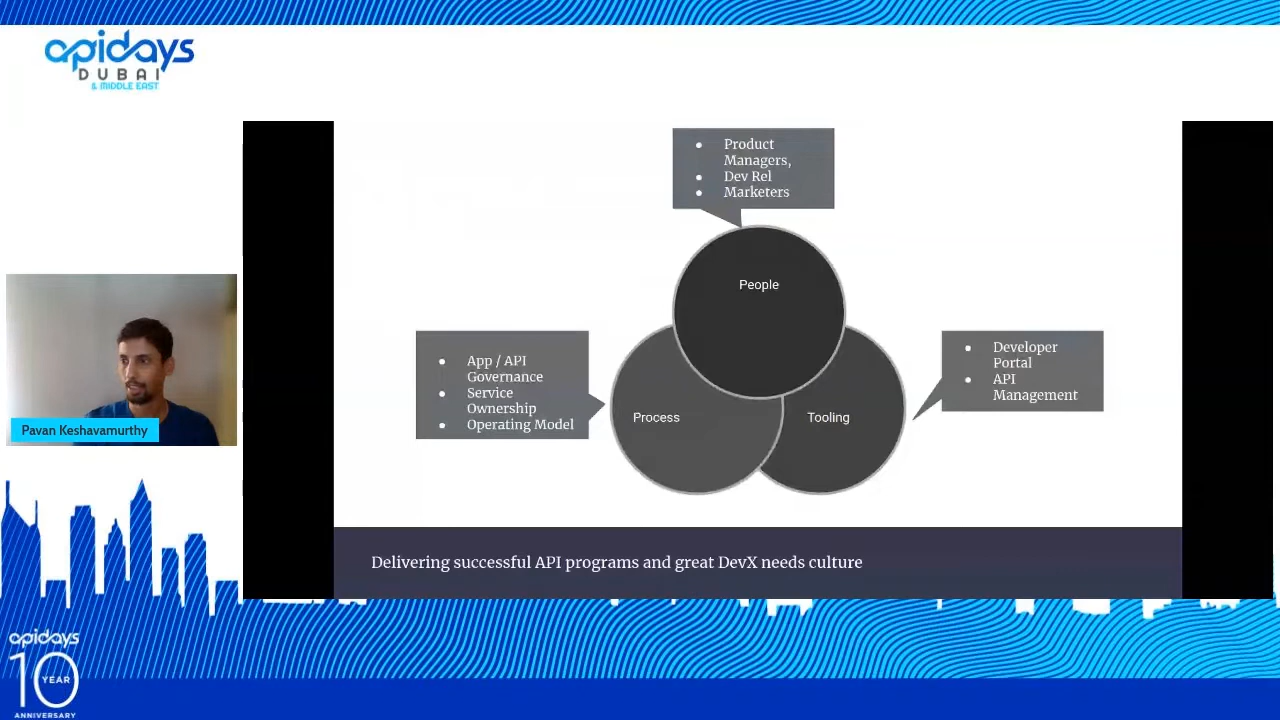 apidays
DUBAI
& MIDDLE EAST
● Product
Managers,
● Dev Rel
● Marketers
People
● App / API
Governance
● Service
Ownership
● Operating Model
Process
Tooling
● Developer
Portal
● API
Management
Pavan Keshavamurthy
Delivering successful API programs and great DevX needs culture
apidays
10
YEAR
ANNIVERSARY